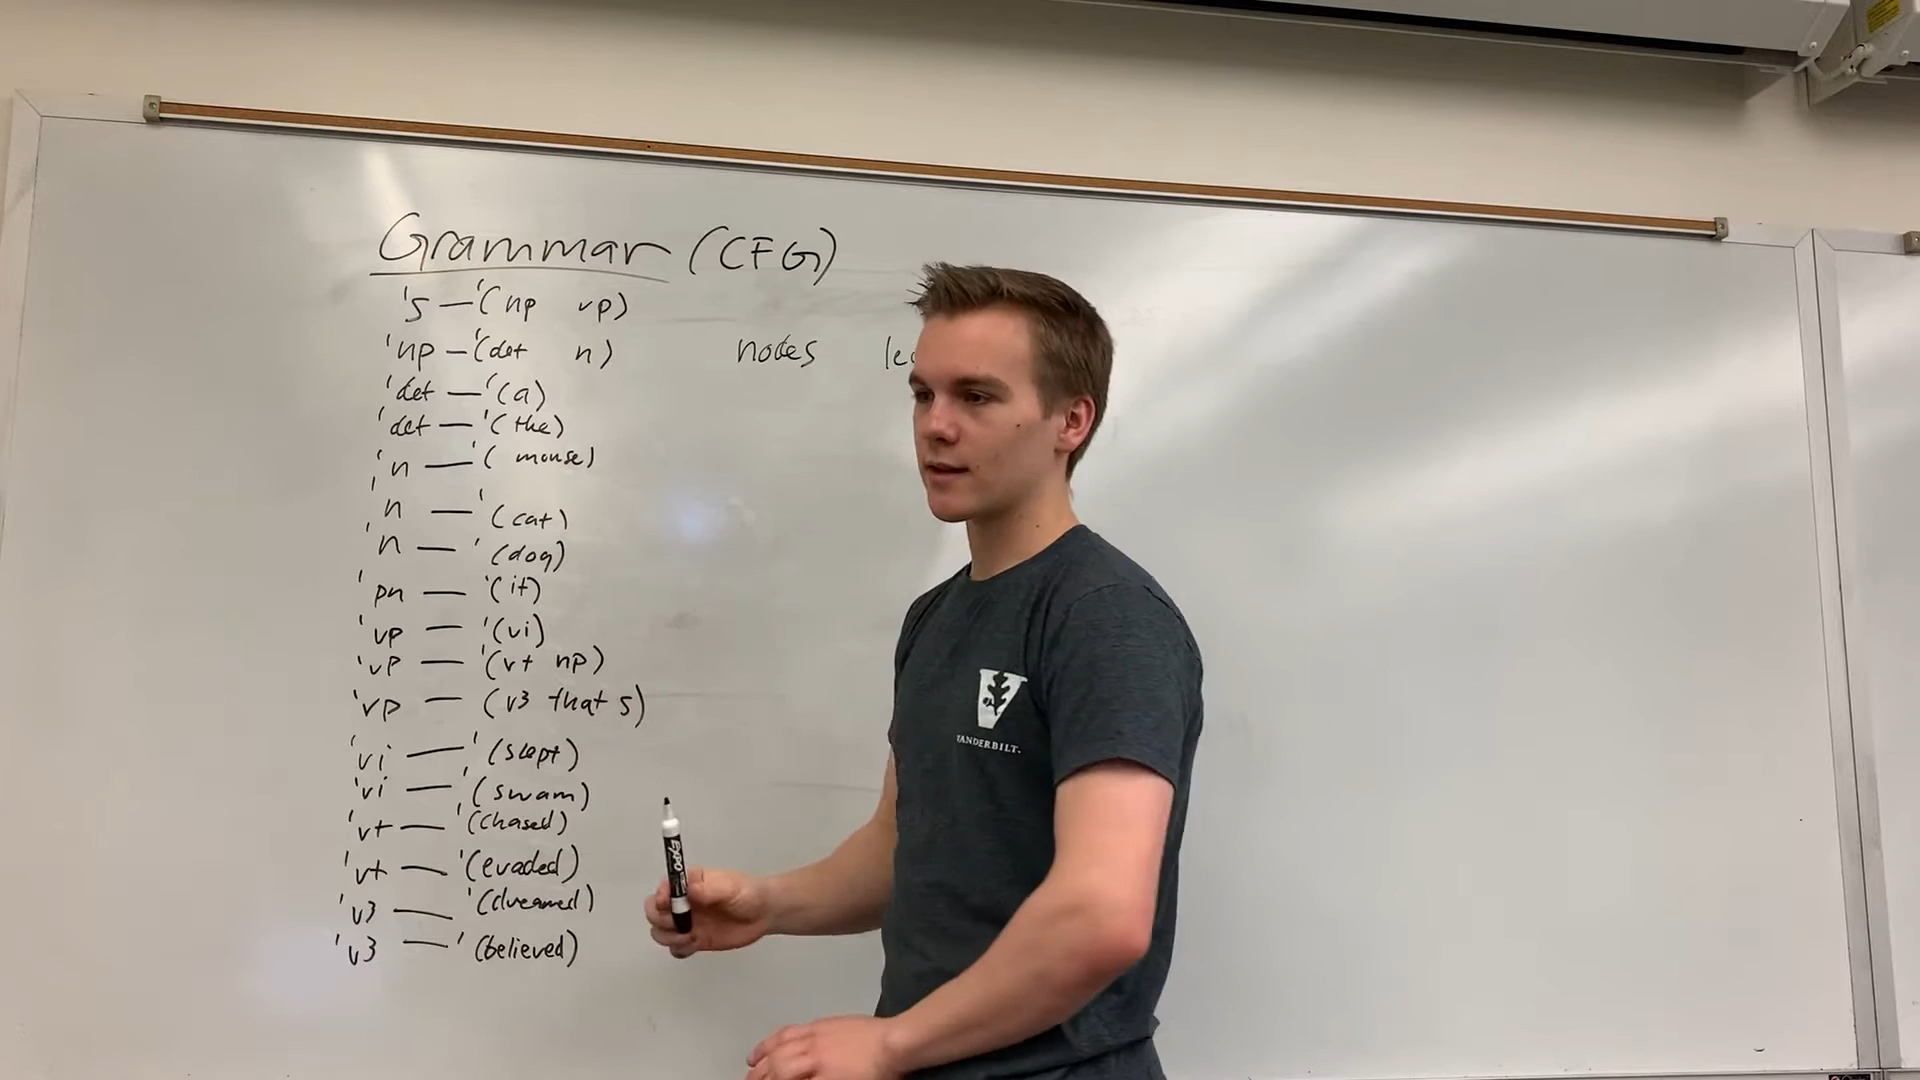 Grammar (CFG)
's — '(np vp)
'np — '(det n)
nodes
'det — '(a)
'det — '(the)
'n — '( mouse)
'n — '(cat)
'n — '(dog)
'pn — '(it)
'vp — '(vi)
'vp — '(vt np)
'vp — (v3 that s)
'vi — '(slept)
'vi — '(swam)
'vt — '(chased)
'vt — '(evaded)
'v3 — '(dreamed)
'v3 — '(believed)
EXPO
V
VANDERBILT.